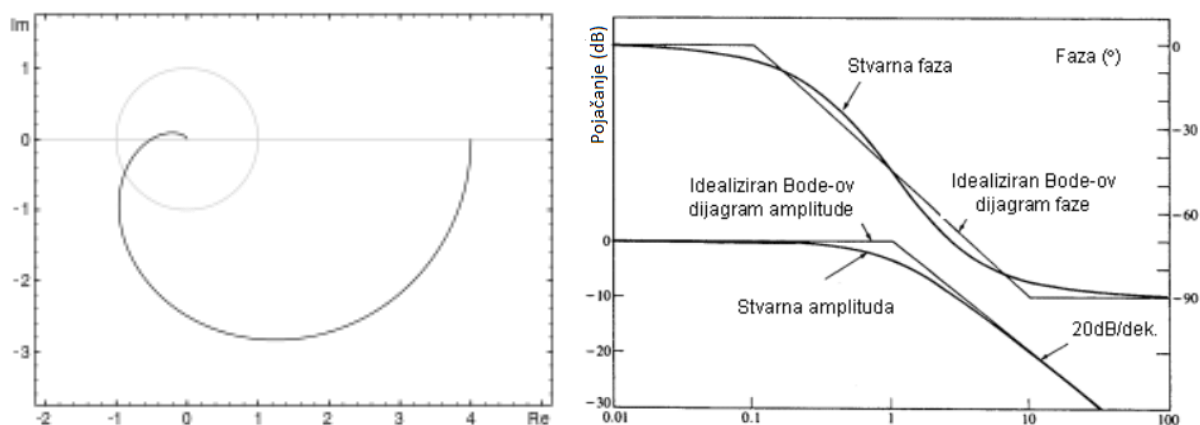 Im
1
0
-1
-2
-3
-2 -1 0 1 2 3 4 Re
Pojačanje (dB)
Faza (º)
Stvarna faza
Idealiziran Bode-ov
dijagram amplitude
Idealiziran Bode-ov
dijagram faze
Stvarna amplituda
20dB/dek.
0
-10
-20
-30
0
-30
-60
-90
0.01 0.1 1 10 100